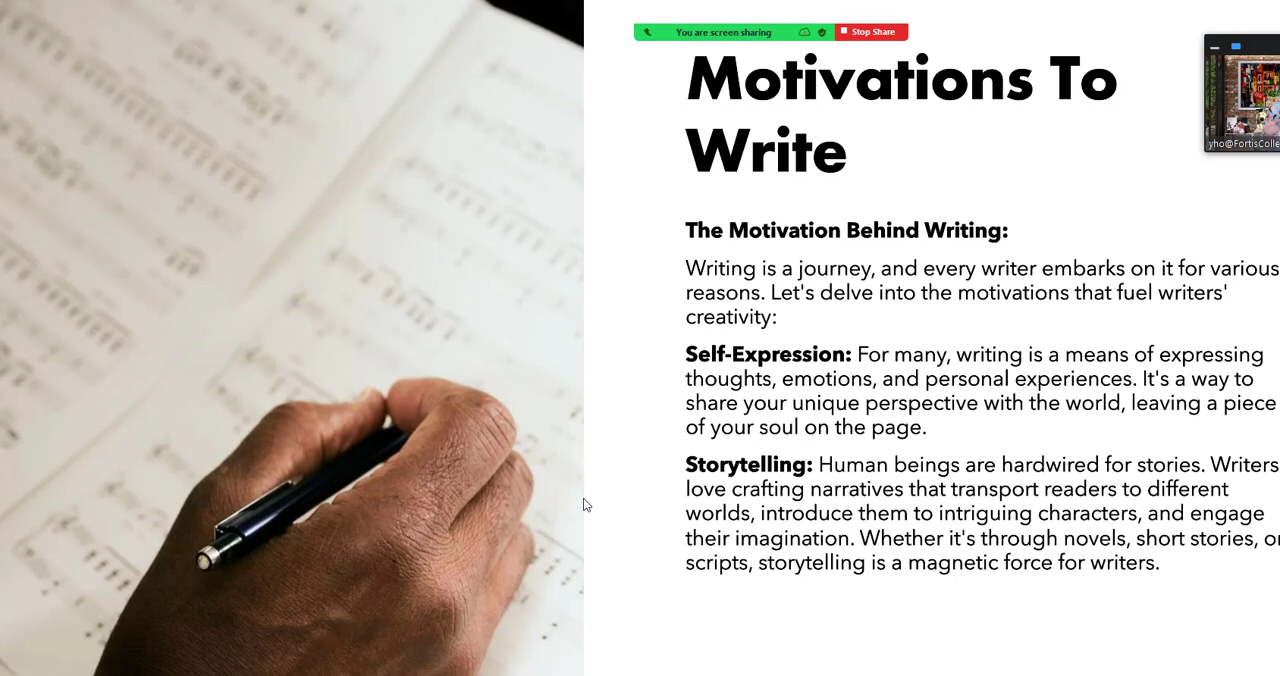 You are screen sharing
Stop Share
Motivations To
Write
yho@FortisColle
The Motivation Behind Writing:
Writing is a journey, and every writer embarks on it for various
reasons. Let's delve into the motivations that fuel writers'
creativity:
Self-Expression: For many, writing is a means of expressing
thoughts, emotions, and personal experiences. It's a way to
share your unique perspective with the world, leaving a piece
of your soul on the page.
Storytelling: Human beings are hardwired for stories. Writers
love crafting narratives that transport readers to different
worlds, introduce them to intriguing characters, and engage
their imagination. Whether it's through novels, short stories, or
scripts, storytelling is a magnetic force for writers.